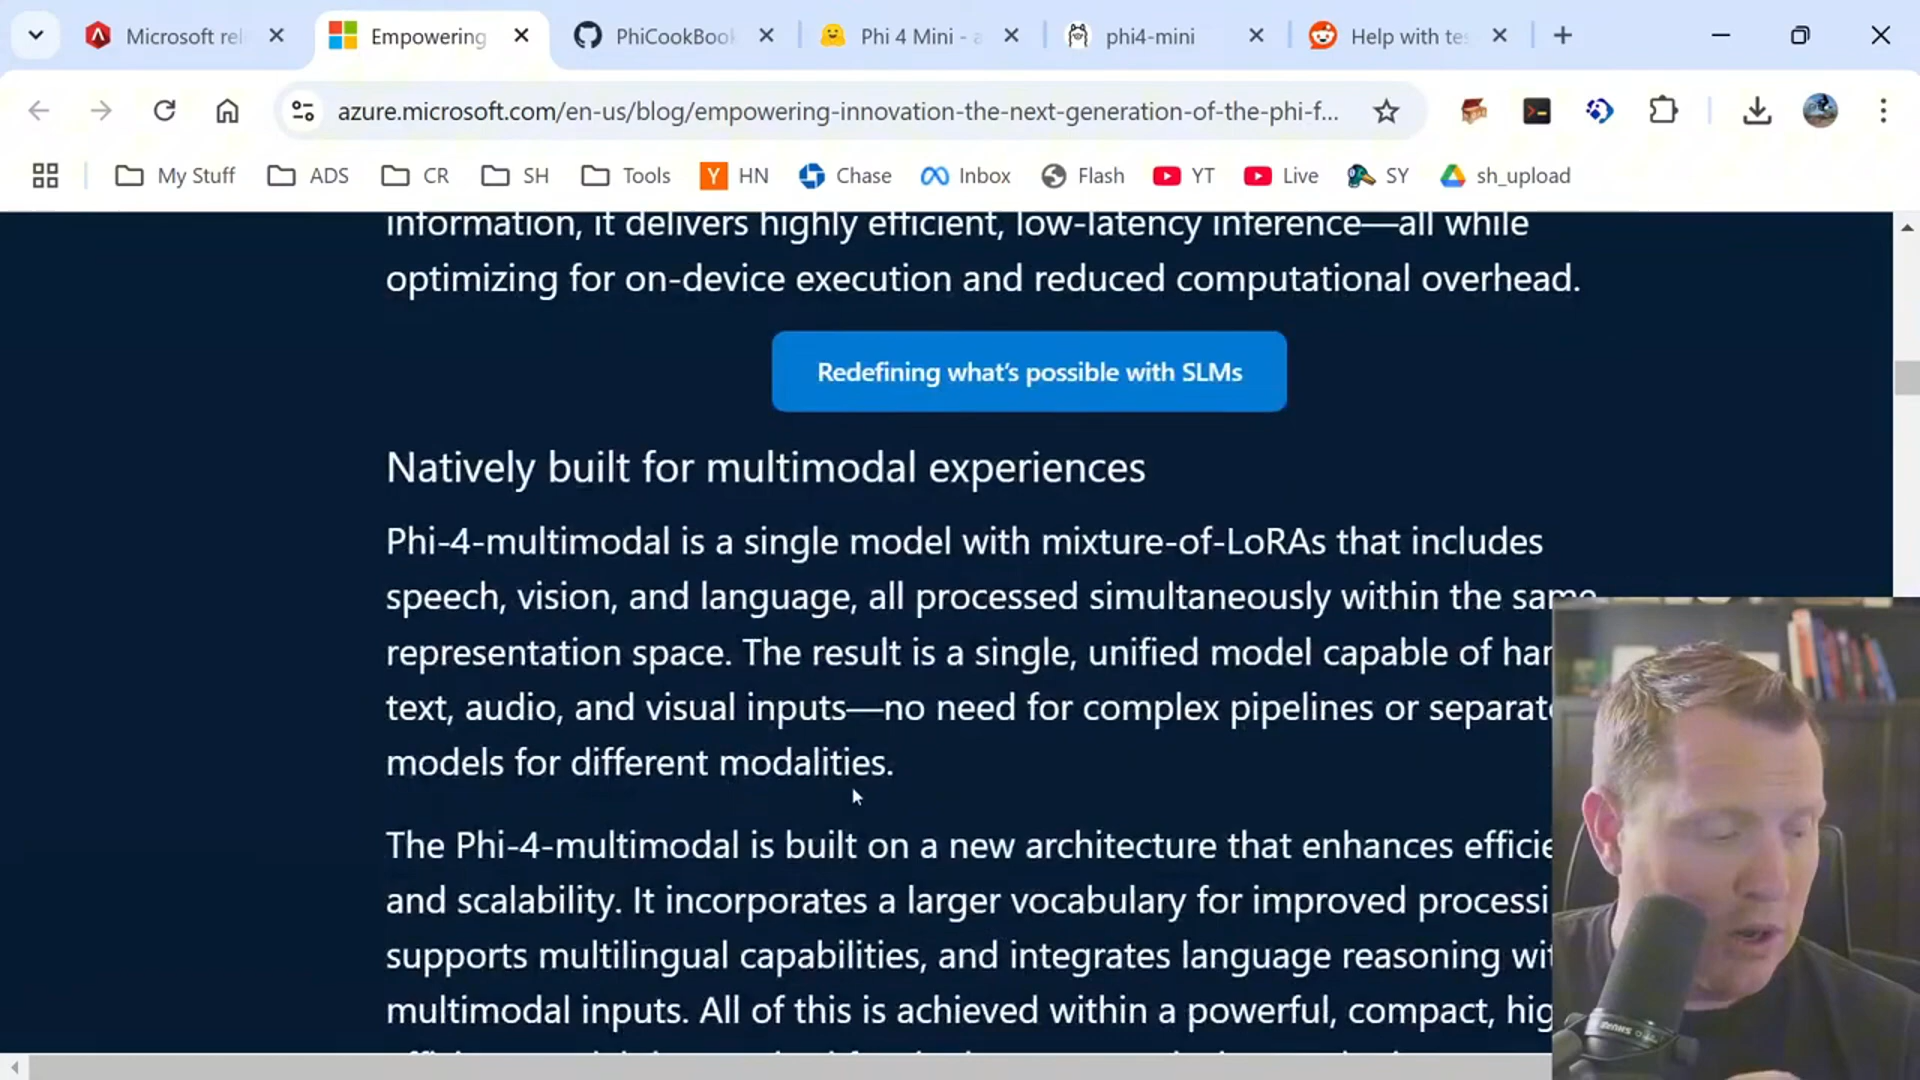 Microsoft rel
Empowering
PhiCookBook
Phi 4 Mini - a
phi4-mini
Help with tes
azure.microsoft.com/en-us/blog/empowering-innovation-the-next-generation-of-the-phi-f...
My Stuff
ADS
CR
SH
Tools
HN
Chase
Inbox
Flash
YT
Live
SY
sh_upload
information, it delivers highly efficient, low-latency inference—all while
optimizing for on-device execution and reduced computational overhead.
Redefining what's possible with SLMs
Natively built for multimodal experiences
Phi-4-multimodal is a single model with mixture-of-LoRAs that includes
speech, vision, and language, all processed simultaneously within the same
representation space. The result is a single, unified model capable of han
text, audio, and visual inputs—no need for complex pipelines or separate
models for different modalities.
The Phi-4-multimodal is built on a new architecture that enhances efficie
and scalability. It incorporates a larger vocabulary for improved processi
supports multilingual capabilities, and integrates language reasoning wit
multimodal inputs. All of this is achieved within a powerful, compact, hig